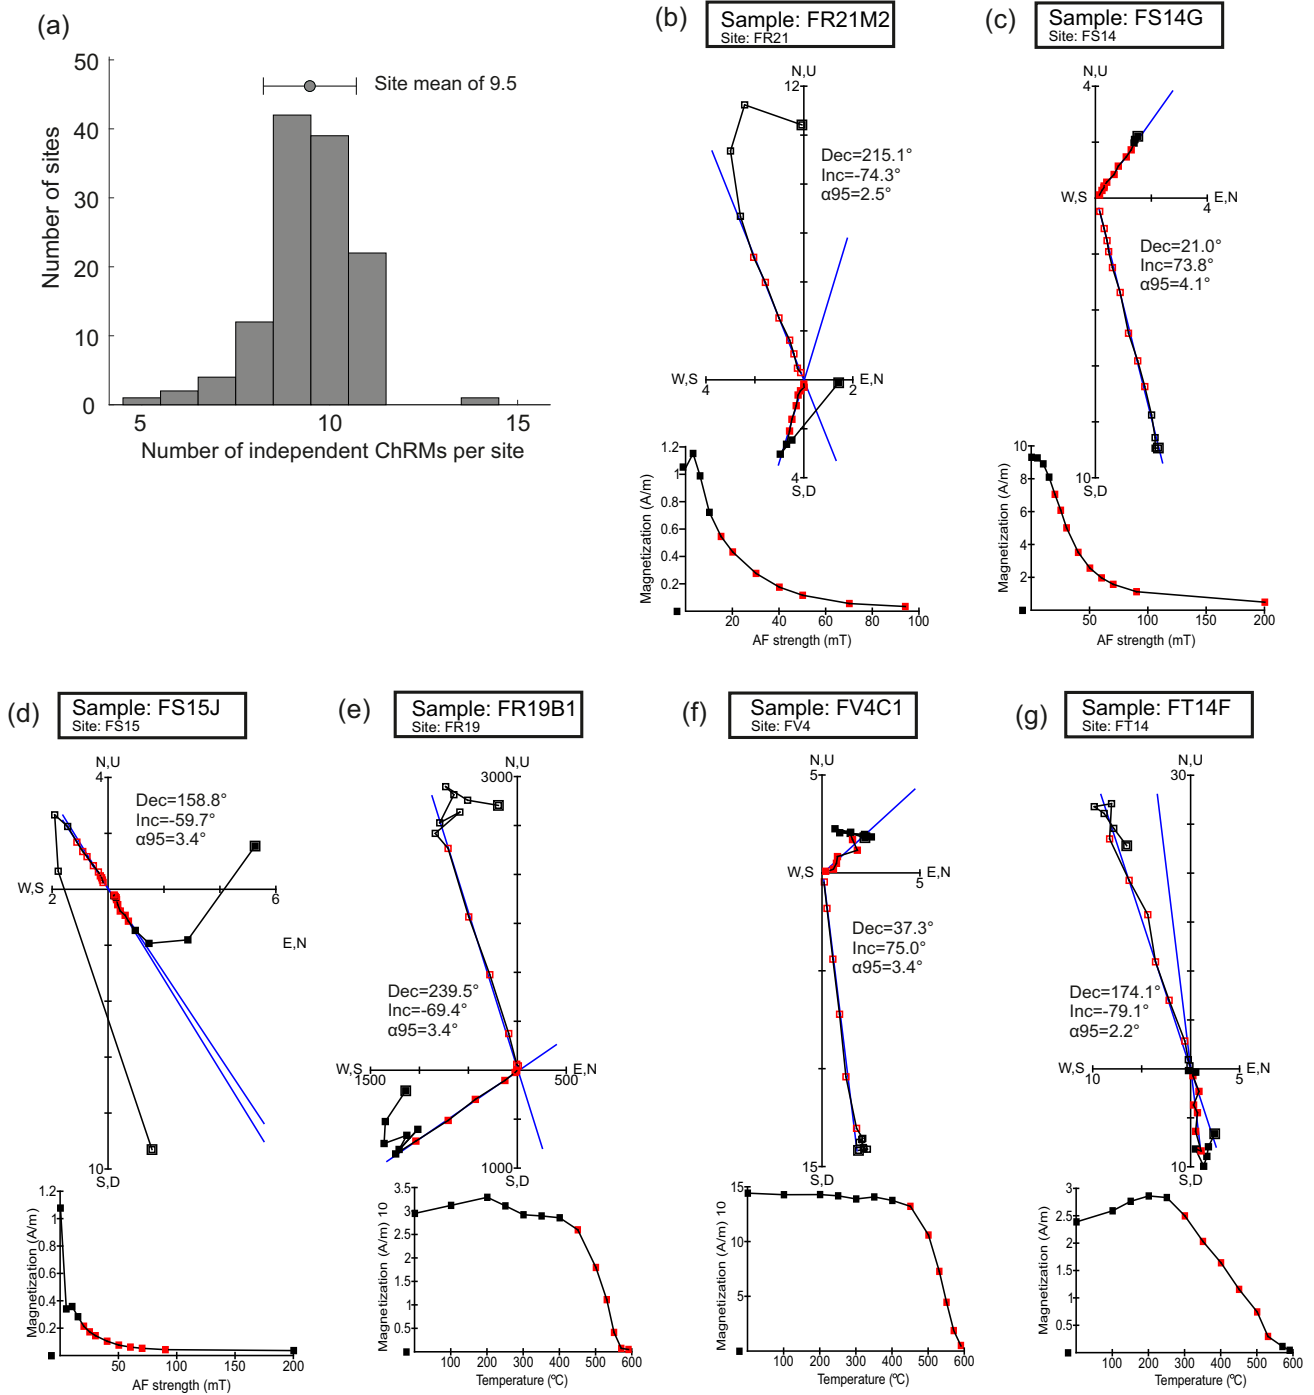 (a)
50
40
30
20
10
0
Number of sites
Site mean of 9.5
5
10
15
Number of independent ChRMs per site
(b)
Sample: FR21M2
Site: FR21
N,U
12
Dec=215.1°
Inc=-74.3°
α95=2.5°
W,S
4
E,N
2
4
S,D
1.2
1
0.8
0.6
0.4
0.2
Magnetization (A/m)
20
40
60
80
100
AF strength (mT)
(c)
Sample: FS14G
Site: FS14
N,U
4
W,S
E,N
4
Dec=21.0°
Inc=73.8°
α95=4.1°
10
S,D
10
8
6
4
2
Magnetization (A/m)
50
100
150
200
AF strength (mT)
(d)
Sample: FS15J
Site: FS15
N,U
4
Dec=158.8°
Inc=-59.7°
α95=3.4°
W,S
2
6
E,N
10
S,D
1.2
1
0.8
0.6
0.4
0.2
Magnetization (A/m)
50
100
150
200
AF strength (mT)
(e)
Sample: FR19B1
Site: FR19
N,U
3000
Dec=239.5°
Inc=-69.4°
α95=3.4°
W,S
1500
E,N
500
1000
S,D
3.5
3
2.5
2
1.5
1
0.5
Magnetization (A/m) 10
100
200
300
400
500
600
Temperature (ºC)
(f)
Sample: FV4C1
Site: FV4
N,U
5
W,S
E,N
5
Dec=37.3°
Inc=75.0°
α95=3.4°
15
S,D
15
10
5
Magnetization (A/m) 10
100
200
300
400
500
600
Temperature (ºC)
(g)
Sample: FT14F
Site: FT14
N,U
30
Dec=174.1°
Inc=-79.1°
α95=2.2°
W,S
10
E,N
5
10
S,D
3
2.5
2
1.5
1
0.5
Magnetization (A/m)
100
200
300
400
500
600
Temperature (ºC)